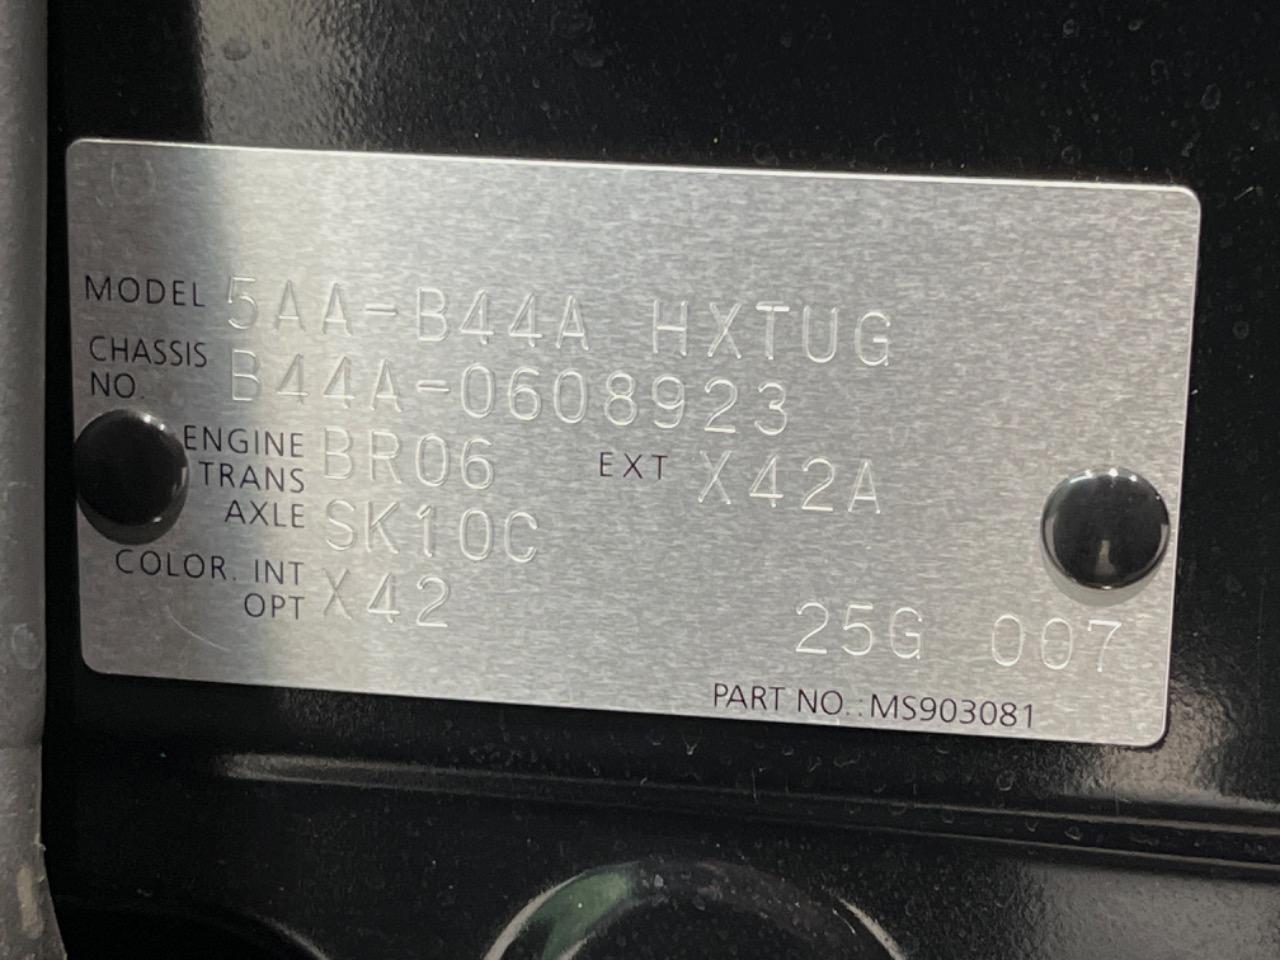 MODEL 5AA-B44A HXTUG
CHASSIS NO. B44A-0608923
ENGINE BR06 EXT X42A
TRANS AXLE SK10C
COLOR. INT OPT X42
25G 007
PART NO.:MS903081